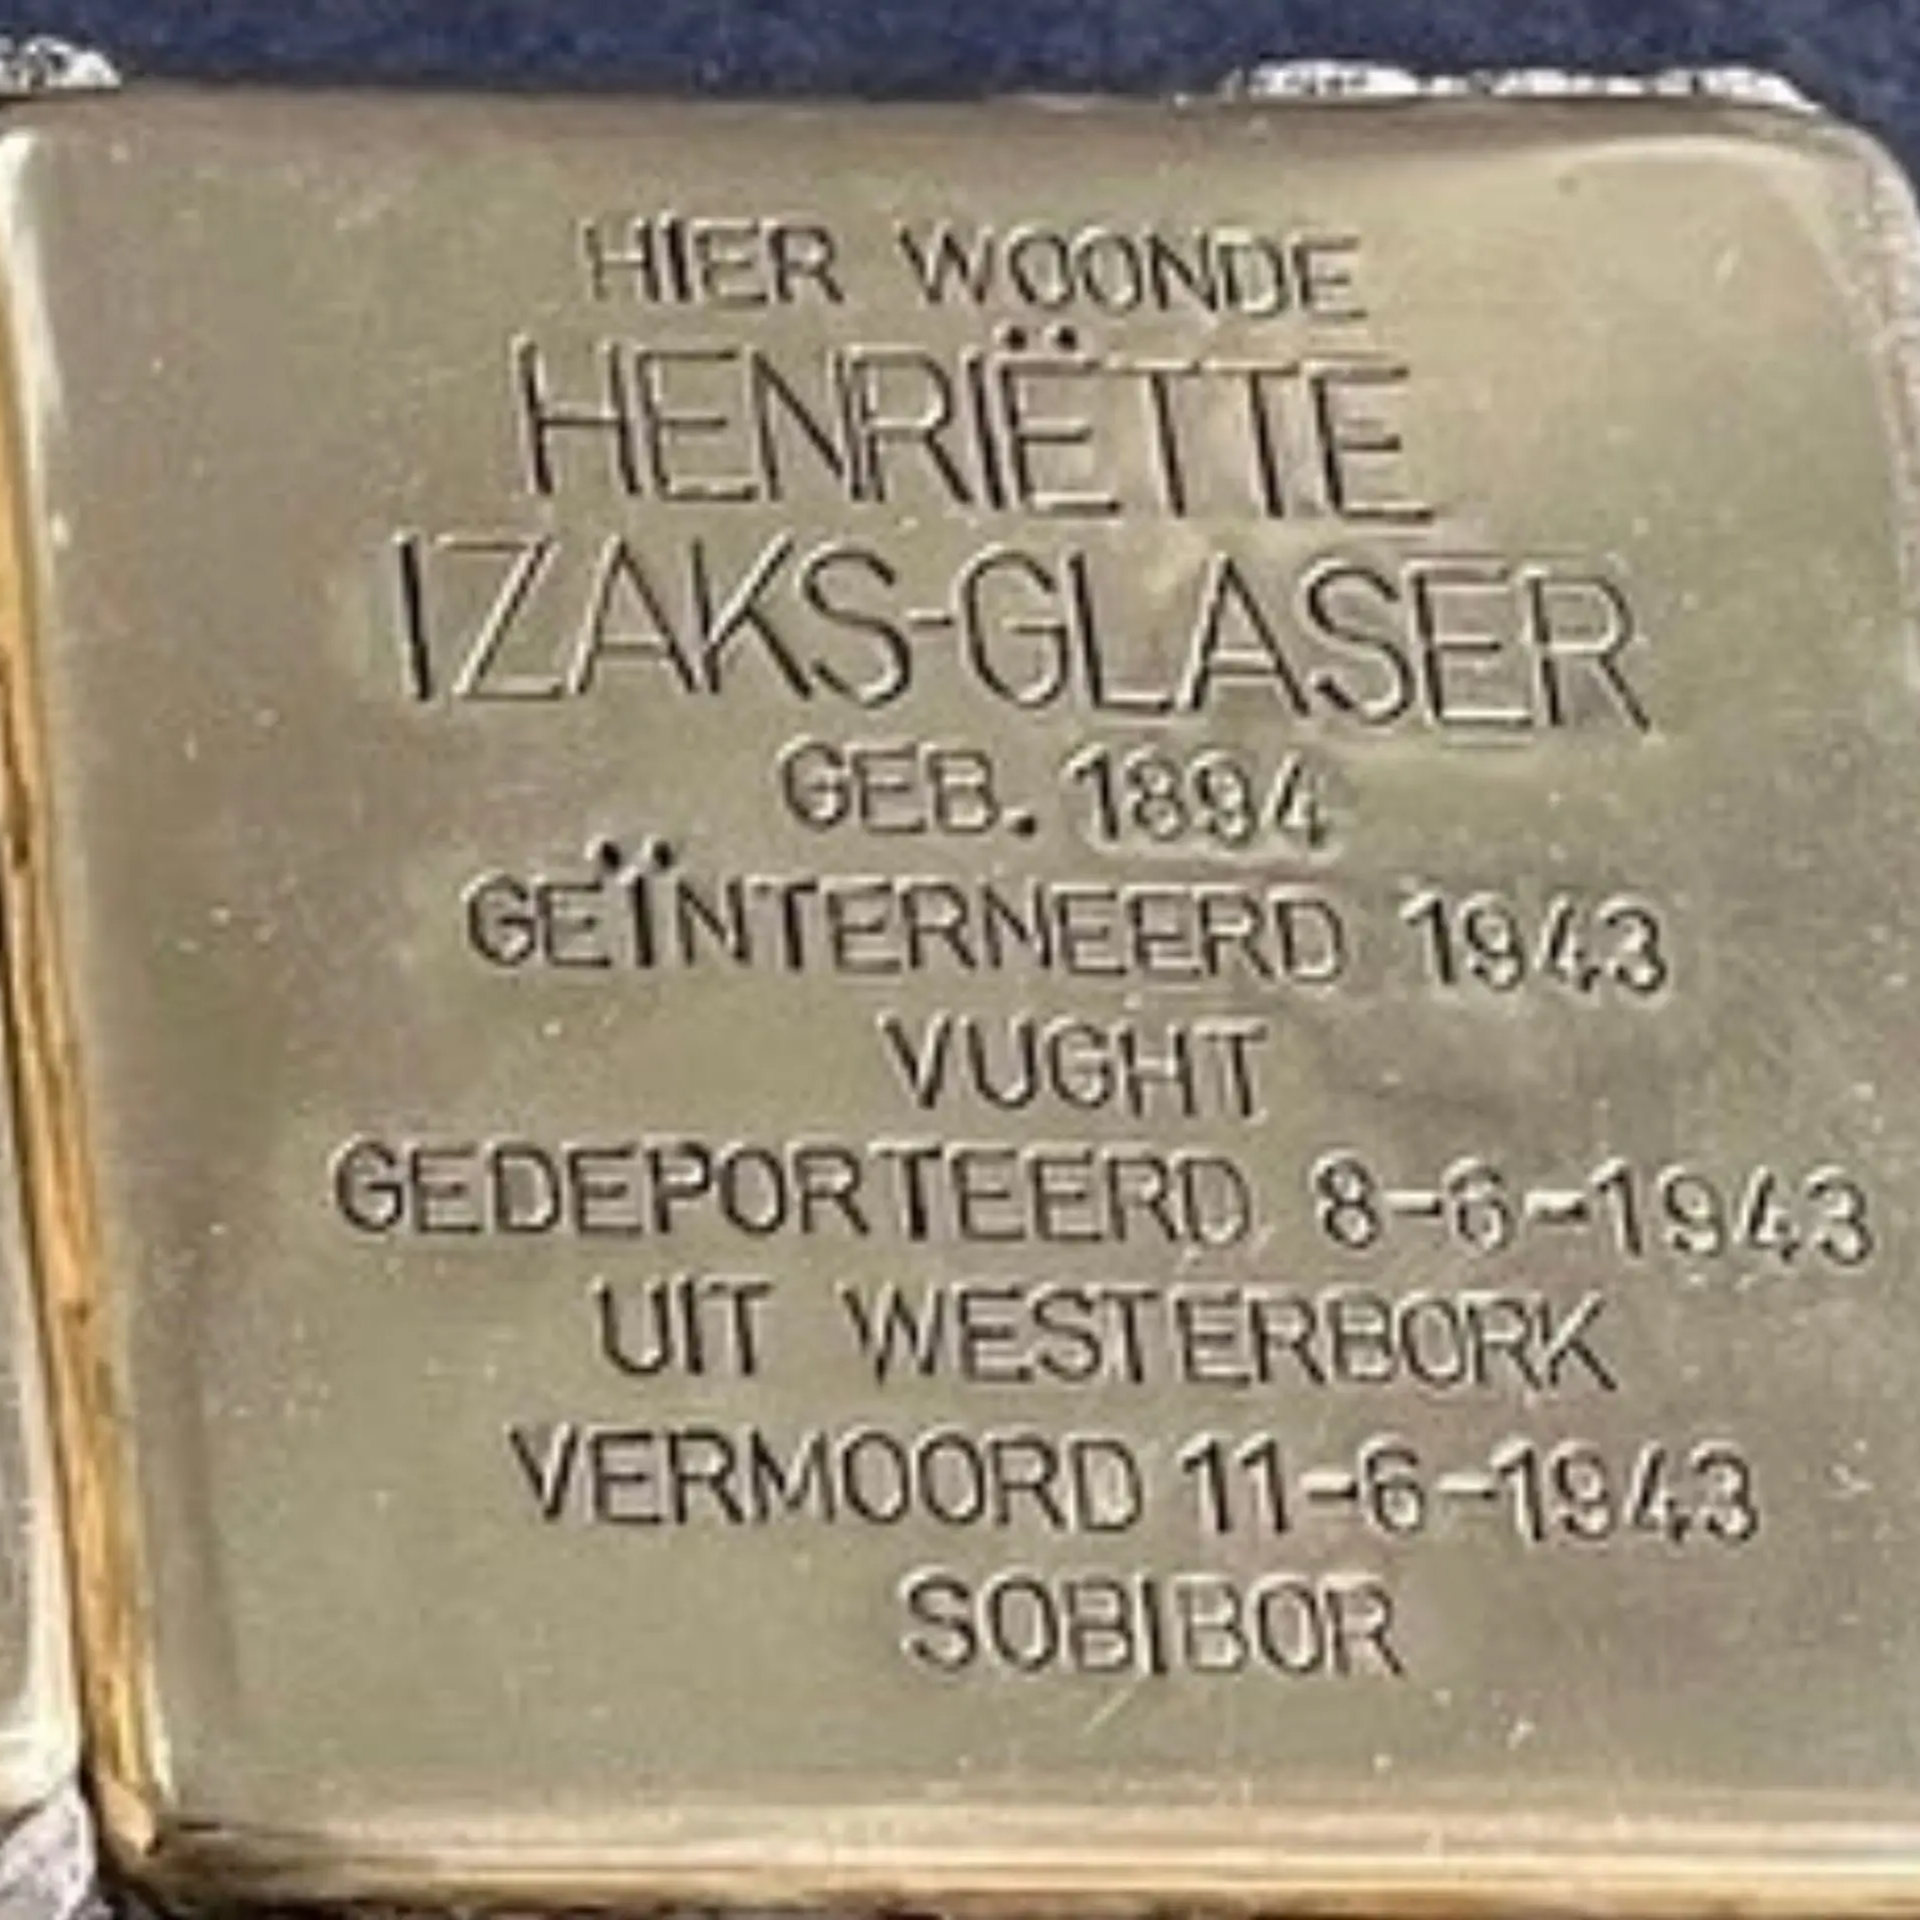 HIER WOONDE
HENRIËTTE
IZAKS-GLASER
GEB. 1894
GEÏNTERNEERD 1943
VUGHT
GEDEPORTEERD 8-6-1943
UIT WESTERBORK
VERMOORD 11-6-1943
SOBIBOR